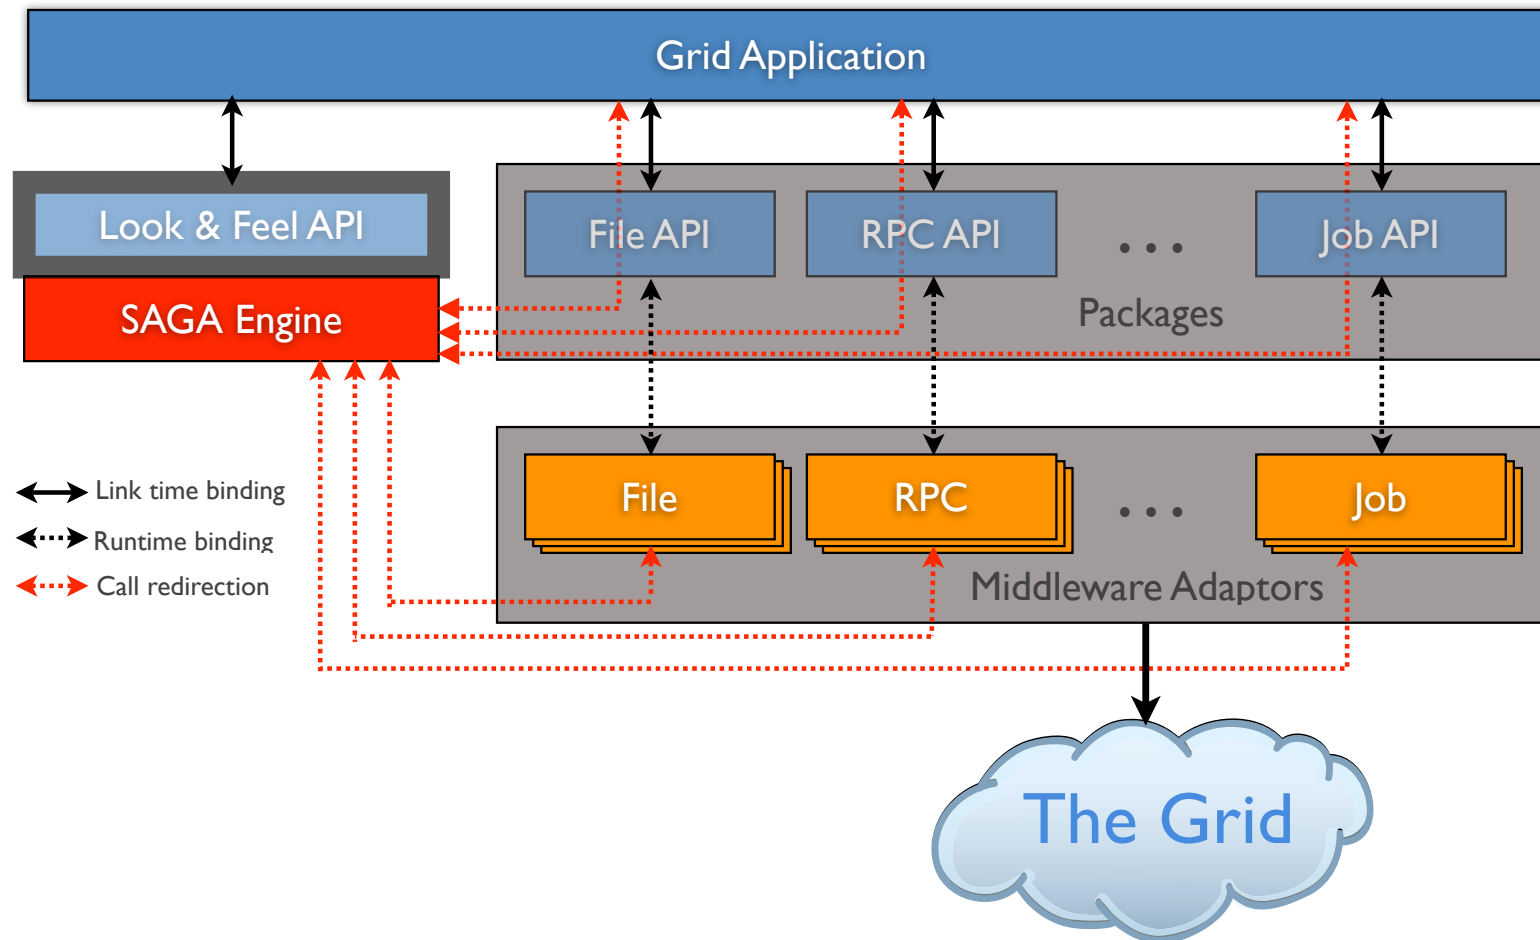 Grid Application
Look & Feel API
File API
RPC API
...
Job API
SAGA Engine
Packages
Link time binding
Runtime binding
Call redirection
File
RPC
...
Job
Middleware Adaptors
The Grid